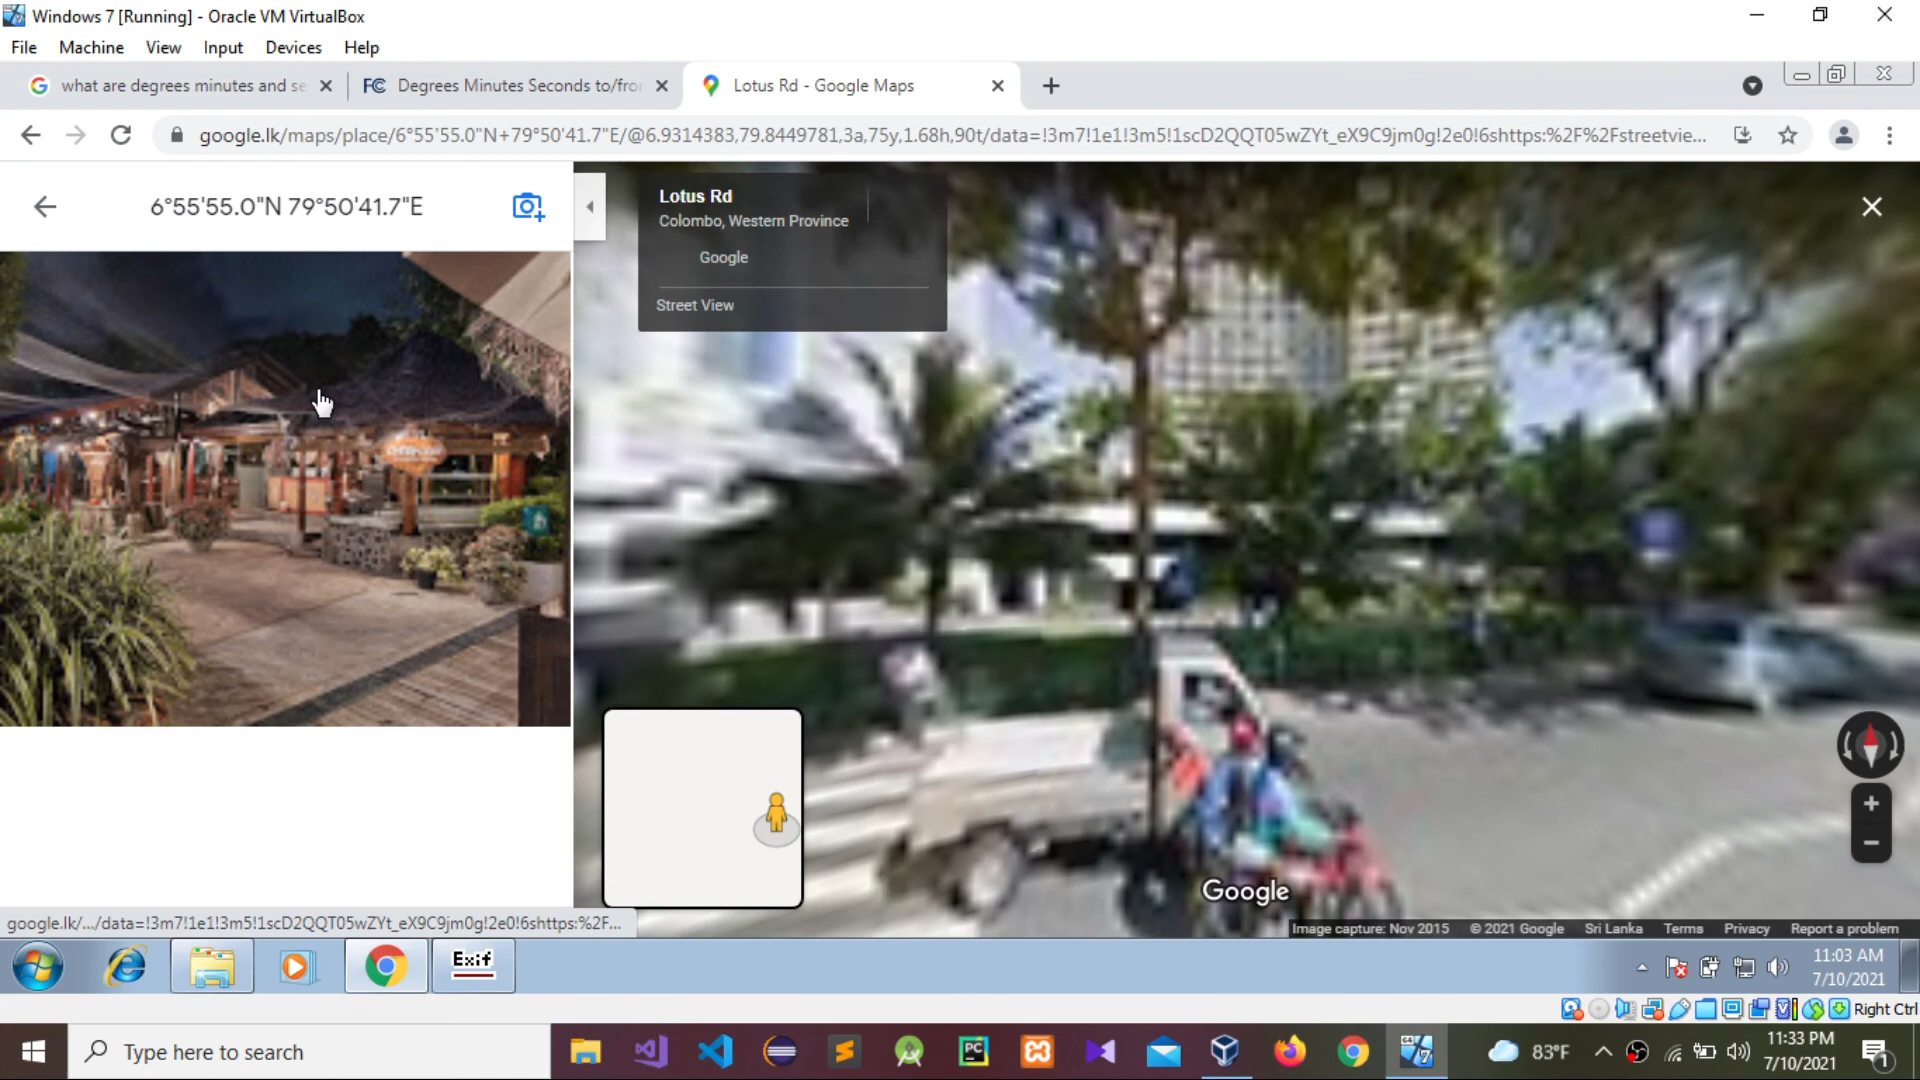 Windows 7 [Running] - Oracle VM VirtualBox
File Machine View Input Devices Help
what are degrees minutes and se
FC Degrees Minutes Seconds to/fror
Lotus Rd - Google Maps
google.lk/maps/place/6°55'55.0"N+79°50'41.7"E/@6.9314383,79.8449781,3a,75y,1.68h,90t/data=!3m7!1e1!3m5!1scD2QQT05wZYt_eX9C9jm0g!2e0!6shttps:%2F%2Fstreetvie...
6°55'55.0"N 79°50'41.7"E
Lotus Rd
Colombo, Western Province
Google
Street View
Google
Image capture: Nov 2015 © 2021 Google Sri Lanka Terms Privacy Report a problem
google.lk/.../data=!3m7!1e1!3m5!1scD2QQT05wZYt_eX9C9jm0g!2e0!6shttps:%2F...
Exif
11:03 AM
7/10/2021
Right Ctrl
Type here to search
PC
64
7
83°F
11:33 PM
7/10/2021
1